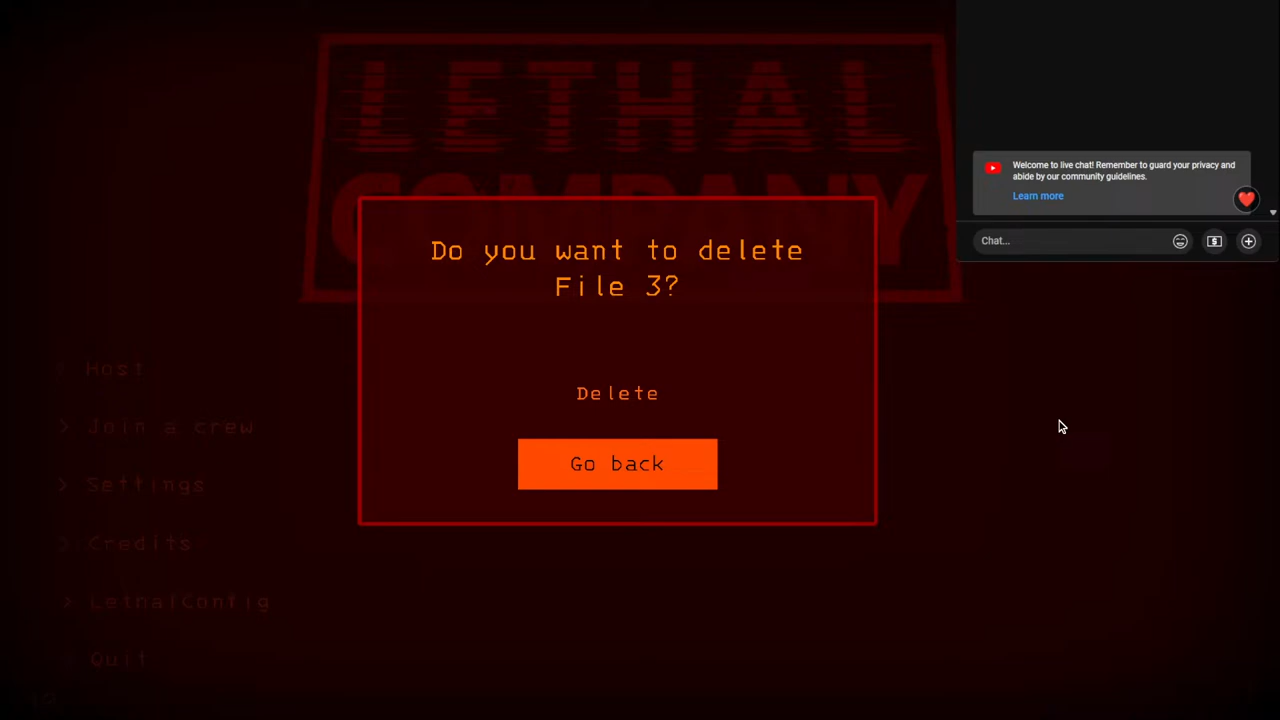 LETHAL
COMPANY
Do you want to delete
File 3?
Delete
Go back
> Host
> Join a crew
> Settings
> Credits
> LethalConfig
> Quit
Welcome to live chat! Remember to guard your privacy and
abide by our community guidelines.
Learn more
Chat...